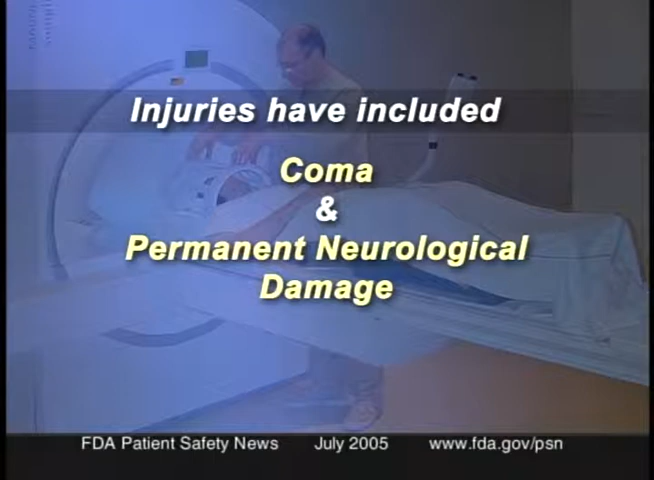 Injuries have included
Coma
&
Permanent Neurological
Damage
FDA Patient Safety News July 2005 www.fda.gov/psn